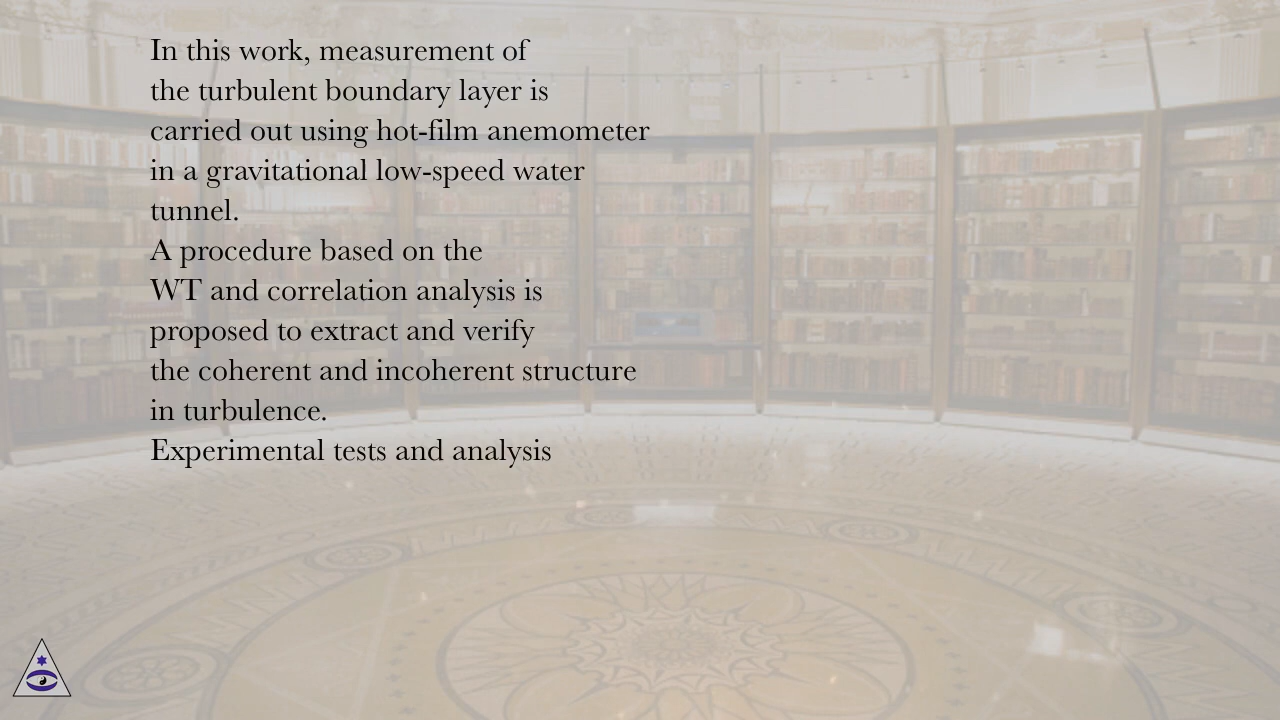 In this work, measurement of
the turbulent boundary layer is
carried out using hot-film anemometer
in a gravitational low-speed water
tunnel.
A procedure based on the
WT and correlation analysis is
proposed to extract and verify
the coherent and incoherent structure
in turbulence.
Experimental tests and analysis